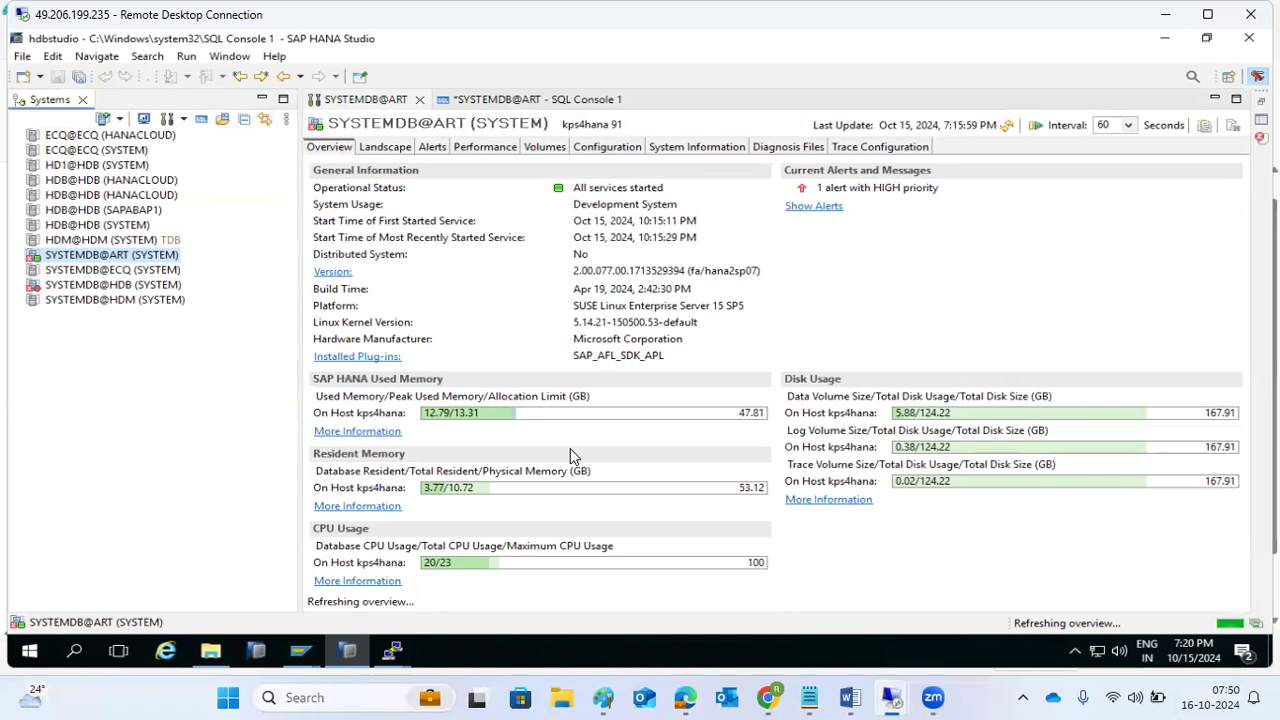 49.206.199.235 - Remote Desktop Connection
hdbstudio - C:\Windows\system32\SQL Console 1 - SAP HANA Studio
File Edit Navigate Search Run Window Help
Systems
SYSTEMDB@ART *SYSTEMDB@ART - SQL Console 1
SYSTEMDB@ART (SYSTEM) kps4hana 91
Last Update: Oct 15, 2024, 7:15:59 PM Interval: 60 Seconds
Overview Landscape Alerts Performance Volumes Configuration System Information Diagnosis Files Trace Configuration
ECQ@ECQ (HANACLOUD)
ECQ@ECQ (SYSTEM)
HD1@HDB (SYSTEM)
HDB@HDB (HANACLOUD)
HDB@HDB (HANACLOUD)
HDB@HDB (SAPABAP1)
HDB@HDB (SYSTEM)
HDM@HDM (SYSTEM) TDB
SYSTEMDB@ART (SYSTEM)
SYSTEMDB@ECQ (SYSTEM)
SYSTEMDB@HDB (SYSTEM)
SYSTEMDB@HDM (SYSTEM)
General Information
Operational Status: All services started
System Usage: Development System
Start Time of First Started Service: Oct 15, 2024, 10:15:11 PM
Start Time of Most Recently Started Service: Oct 15, 2024, 10:15:29 PM
Distributed System: No
Version: 2.00.077.00.1713529394 (fa/hana2sp07)
Build Time: Apr 19, 2024, 2:42:30 PM
Platform: SUSE Linux Enterprise Server 15 SP5
Linux Kernel Version: 5.14.21-150500.53-default
Hardware Manufacturer: Microsoft Corporation
Installed Plug-ins: SAP_AFL_SDK_APL
Current Alerts and Messages
1 alert with HIGH priority
Show Alerts
SAP HANA Used Memory
Used Memory/Peak Used Memory/Allocation Limit (GB)
On Host kps4hana: 12.79/13.31 47.81
More Information
Resident Memory
Database Resident/Total Resident/Physical Memory (GB)
On Host kps4hana: 3.77/10.72 53.12
More Information
CPU Usage
Database CPU Usage/Total CPU Usage/Maximum CPU Usage
On Host kps4hana: 20/23 100
More Information
Refreshing overview...
Disk Usage
Data Volume Size/Total Disk Usage/Total Disk Size (GB)
On Host kps4hana: 5.88/124.22 167.91
Log Volume Size/Total Disk Usage/Total Disk Size (GB)
On Host kps4hana: 0.38/124.22 167.91
Trace Volume Size/Total Disk Usage/Total Disk Size (GB)
On Host kps4hana: 0.02/124.22 167.91
More Information
SYSTEMDB@ART (SYSTEM) Refreshing overview...
ENG 7:20 PM
IN 10/15/2024 2
24° Search 07:50
16-10-2024